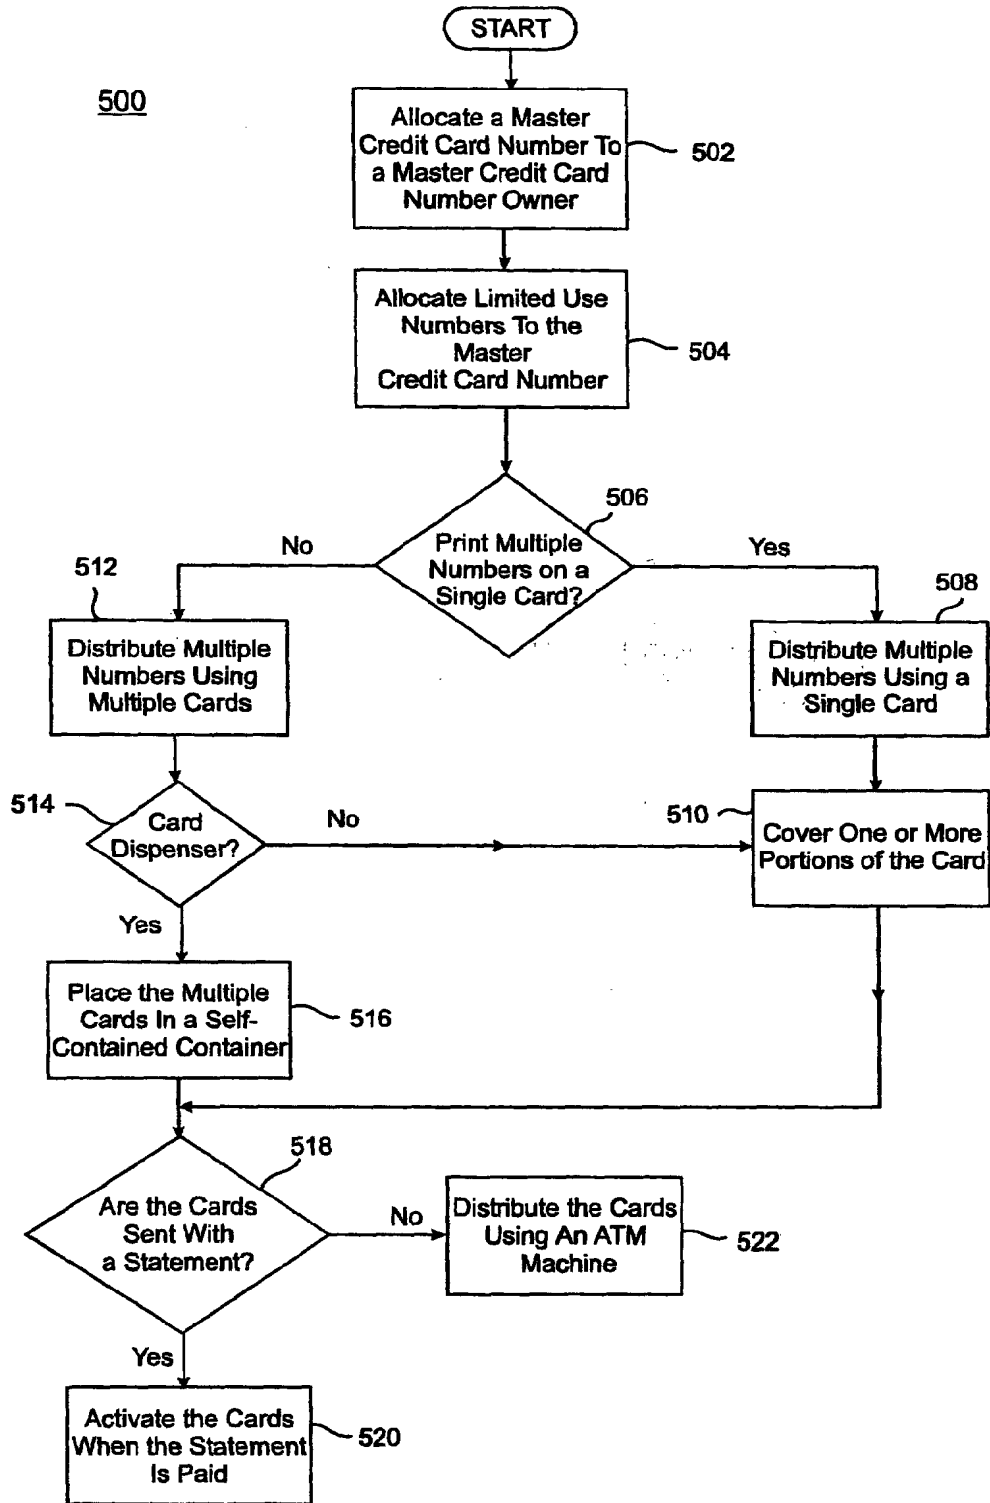 START
500
Allocate a Master
Credit Card Number To
a Master Credit Card
Number Owner
502
Allocate Limited Use
Numbers To the
Master
Credit Card Number
504
506
Print Multiple
Numbers on a
Single Card?
No
Yes
512
508
Distribute Multiple
Numbers Using
Multiple Cards
Distribute Multiple
Numbers Using a
Single Card
514
Card
Dispenser?
No
510
Cover One or More
Portions of the Card
Yes
Place the Multiple
Cards In a Self-
Contained Container
516
518
Are the Cards
Sent With
a Statement?
No
Distribute the Cards
Using An ATM
Machine
522
Yes
Activate the Cards
When the Statement
Is Paid
520